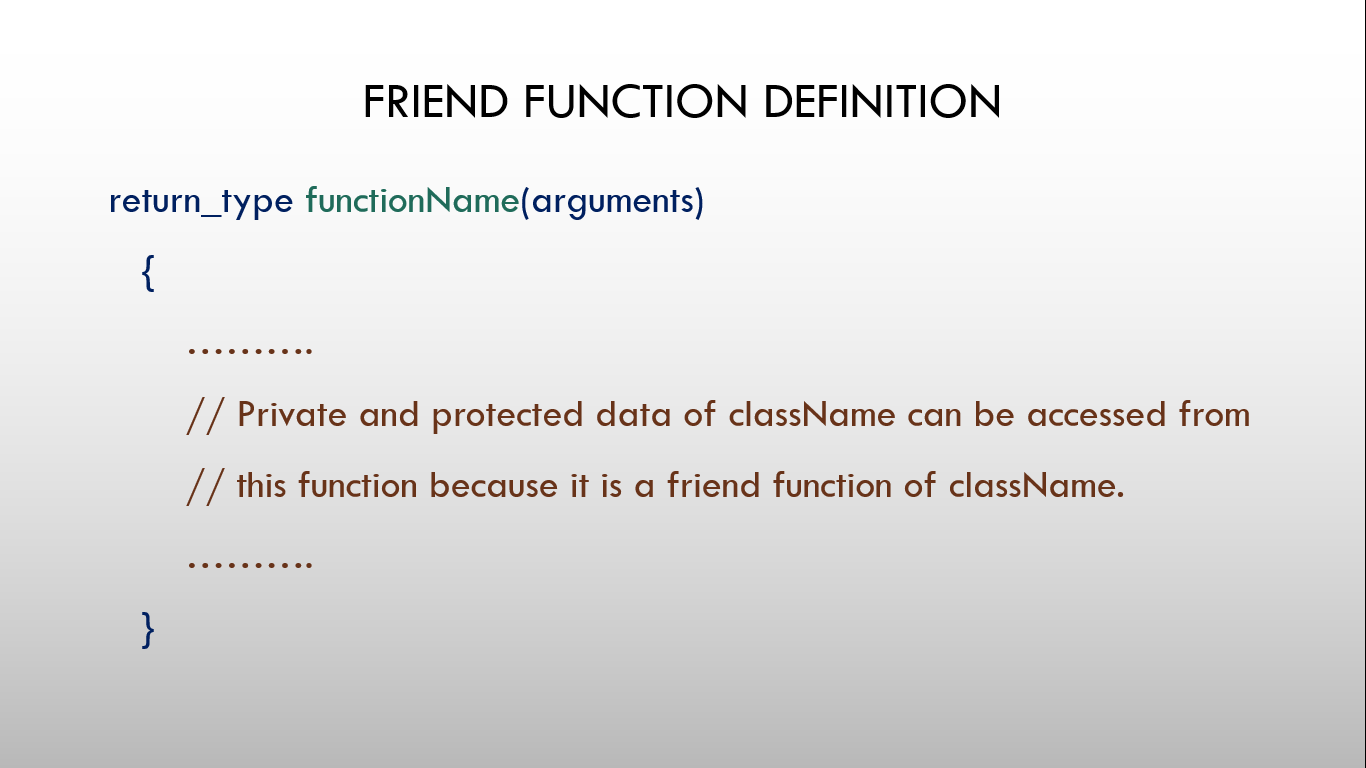 FRIEND FUNCTION DEFINITION
return_type functionName(arguments)
{
..........
// Private and protected data of className can be accessed from
// this function because it is a friend function of className.
..........
}